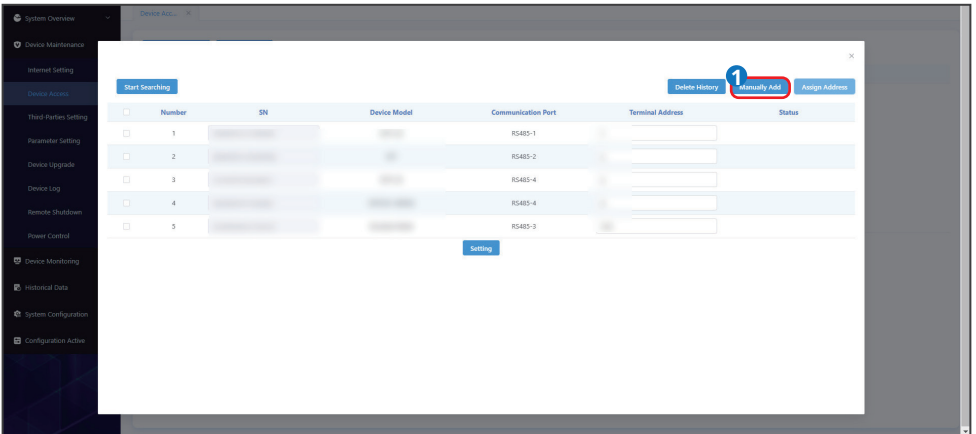 System Overview
Device Acc...
Device Maintenance
Internet Setting
Device Access
Third-Parties Setting
Parameter Setting
Device Upgrade
Device Log
Remote Shutdown
Power Control
Device Monitoring
Historical Data
System Configuration
Configuration Active
Start Searching
Delete History
1
Manually Add
Assign Address
Number SN Device Model Communication Port Terminal Address Status
1 RS485-1
2 RS485-2
3 RS485-4
4 RS485-4
5 RS485-3
Setting